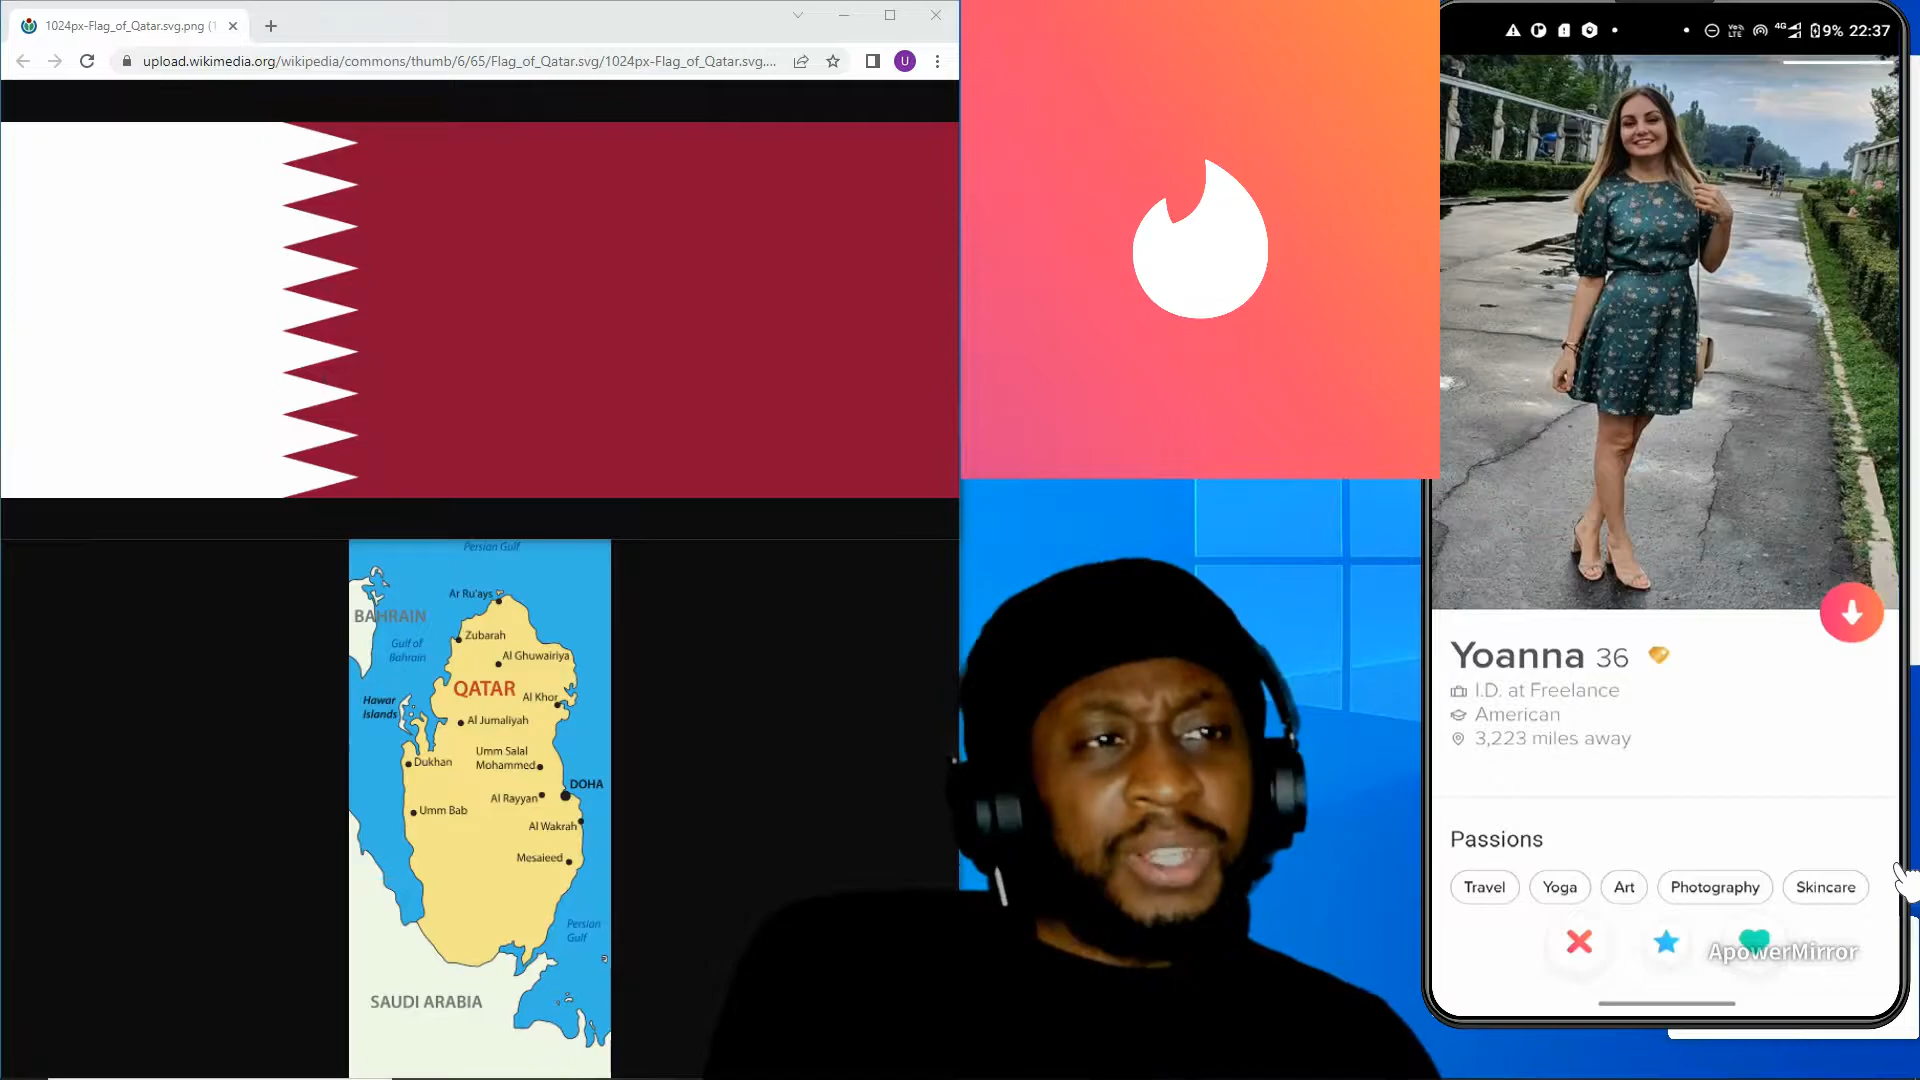 1024px-Flag_of_Qatar.svg.png (1
upload.wikimedia.org/wikipedia/commons/thumb/6/65/Flag_of_Qatar.svg/1024px-Flag_of_Qatar.svg....
U
Persian Gulf
Ar Ru'ays
BAHRAIN
Zubarah
Gulf of
Bahrain
Al Ghuwairiya
QATAR
Al Khor
Hawar
Islands
Al Jumaliyah
Umm Salal
Mohammed
Dukhan
DOHA
Al Rayyan
Umm Bab
Al Wakrah
Mesaieed
Persian
Gulf
SAUDI ARABIA
VoLTE 4G 9% 22:37
Yoanna 36
I.D. at Freelance
American
3,223 miles away
Passions
Travel Yoga Art Photography Skincare
ApowerMirror